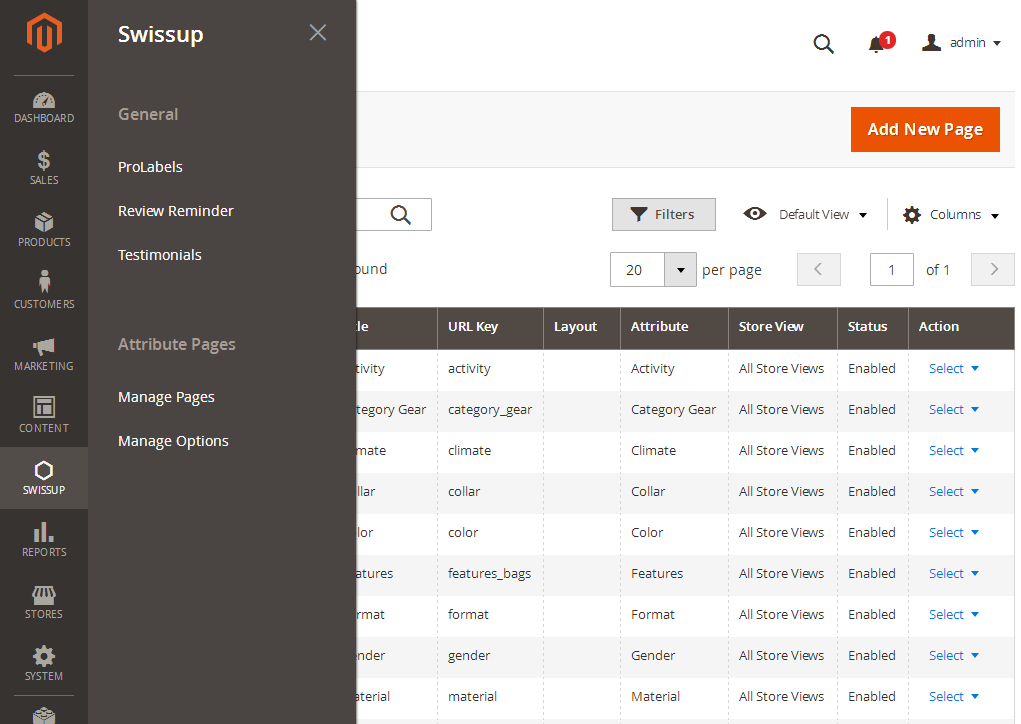 Swissup
General
ProLabels
Review Reminder
Testimonials
Attribute Pages
Manage Pages
Manage Options
DASHBOARD
SALES
PRODUCTS
CUSTOMERS
MARKETING
CONTENT
SWISSUP
REPORTS
STORES
SYSTEM
1 admin
Add New Page
Filters Default View Columns
ound 20 per page 1 of 1
le URL Key Layout Attribute Store View Status Action
tivity activity Activity All Store Views Enabled Select
tegory Gear category_gear Category Gear All Store Views Enabled Select
mate climate Climate All Store Views Enabled Select
llar collar Collar All Store Views Enabled Select
lor color Color All Store Views Enabled Select
atures features_bags Features All Store Views Enabled Select
rmat format Format All Store Views Enabled Select
nder gender Gender All Store Views Enabled Select
aterial material Material All Store Views Enabled Select